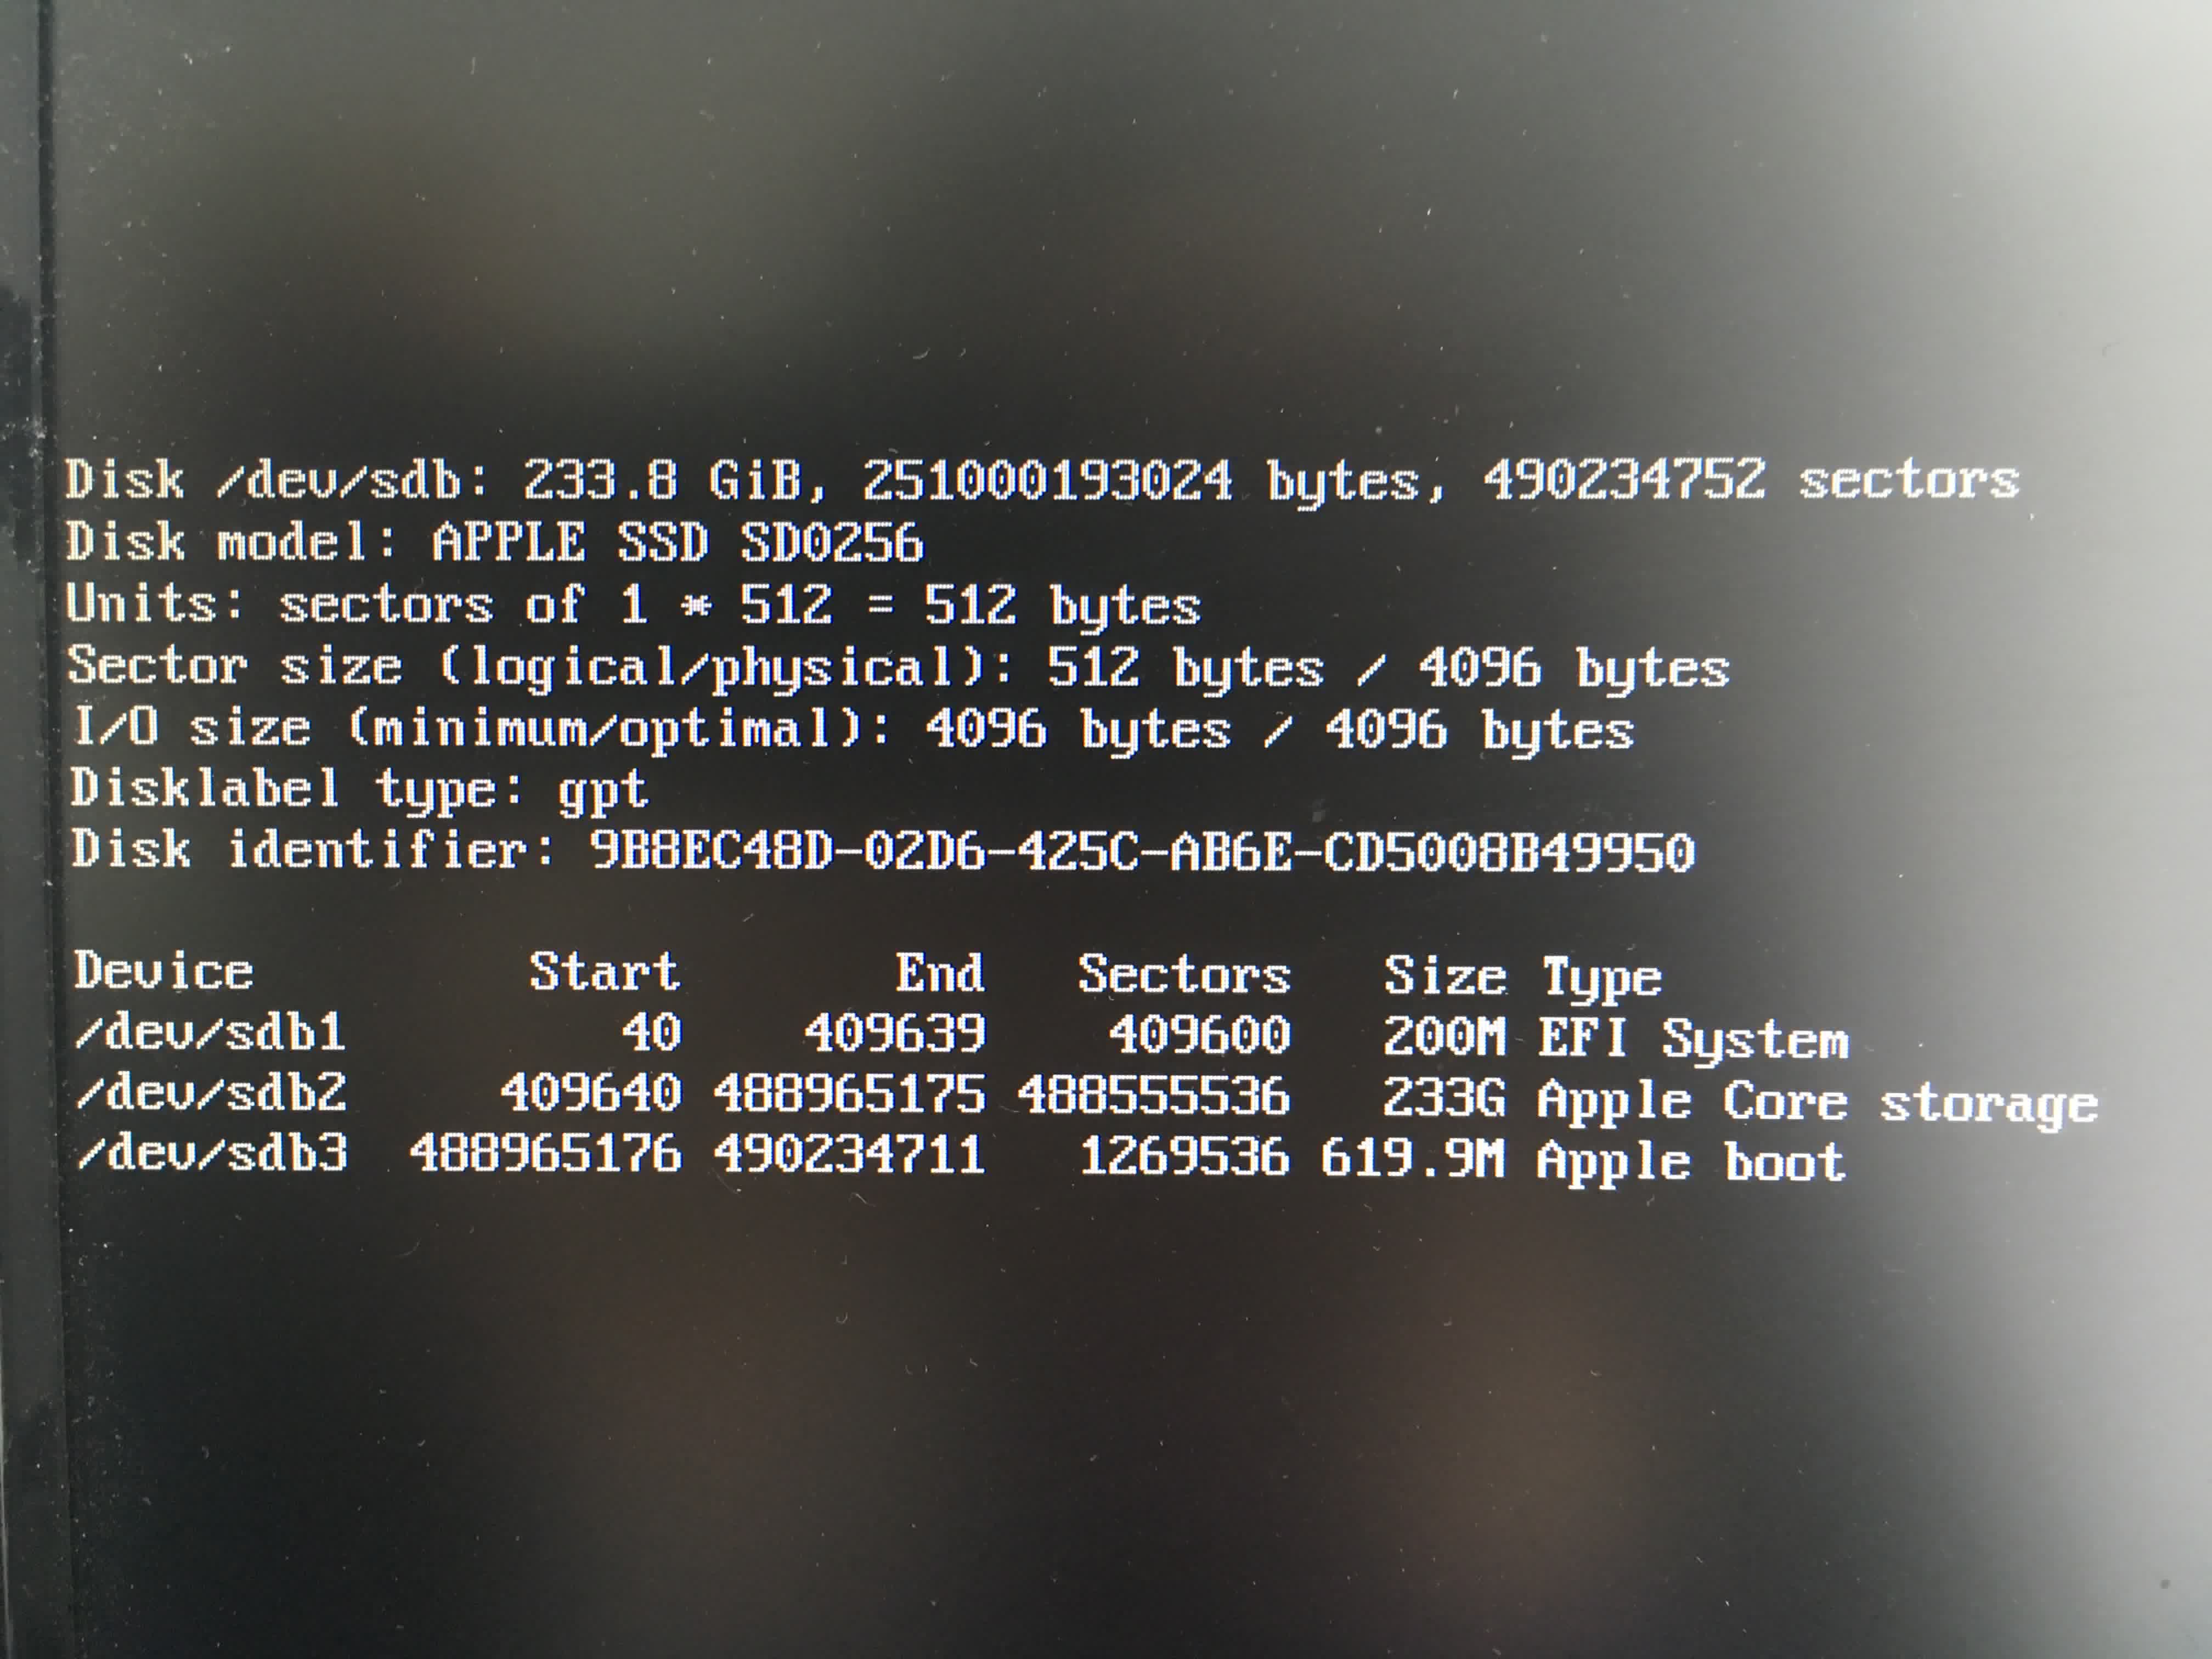 Disk /dev/sdb: 233.8 GiB, 251000193024 bytes, 490234752 sectors
Disk model: APPLE SSD SD0256
Units: sectors of 1 * 512 = 512 bytes
Sector size (logical/physical): 512 bytes / 4096 bytes
I/O size (minimum/optimal): 4096 bytes / 4096 bytes
Disklabel type: gpt
Disk identifier: 9B8EC48D-02D6-425C-AB6E-CD5008B49950

Device Start End Sectors Size Type
/dev/sdb1 40 409639 409600 200M EFI System
/dev/sdb2 409640 488965175 488555536 233G Apple Core storage
/dev/sdb3 488965176 490234711 1269536 619.9M Apple boot